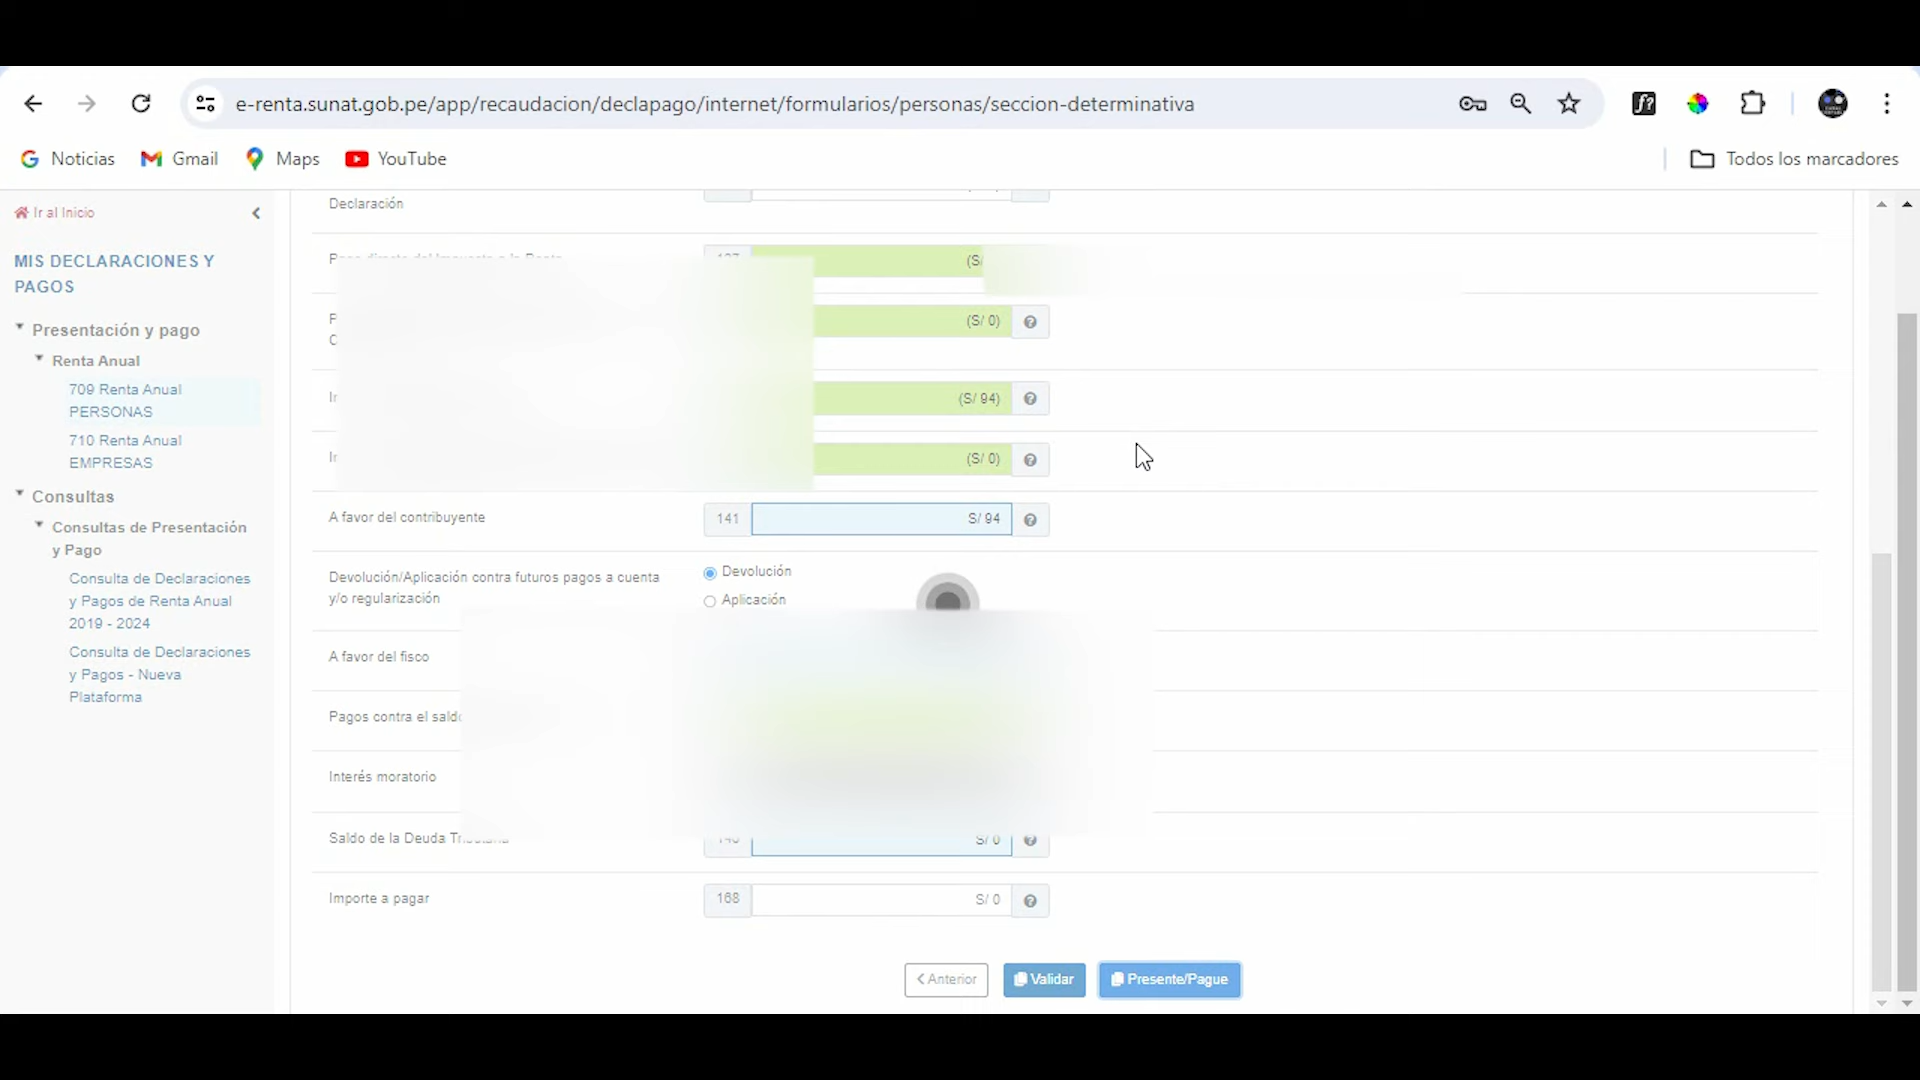 e-renta.sunat.gob.pe/app/recaudacion/declapago/internet/formularios/personas/seccion-determinativa
Noticias
Gmail
Maps
YouTube
Todos los marcadores
Ir al Inicio
MIS DECLARACIONES Y
PAGOS
Presentación y pago
Renta Anual
709 Renta Anual
PERSONAS
710 Renta Anual
EMPRESAS
Consultas
Consultas de Presentación
y Pago
Consulta de Declaraciones
y Pagos de Renta Anual
2019 - 2024
Consulta de Declaraciones
y Pagos - Nueva
Plataforma
Declaración
(S/
(S/ 0)
(S/ 94)
(S/ 0)
A favor del contribuyente 141 S/ 94
Devolución/Aplicación contra futuros pagos a cuenta
y/o regularización
Devolución
Aplicación
A favor del fisco
Pagos contra el saldo
Interés moratorio
Saldo de la Deuda S/ 0
Importe a pagar 168 S/ 0
Anterior
Validar
Presente/Pague